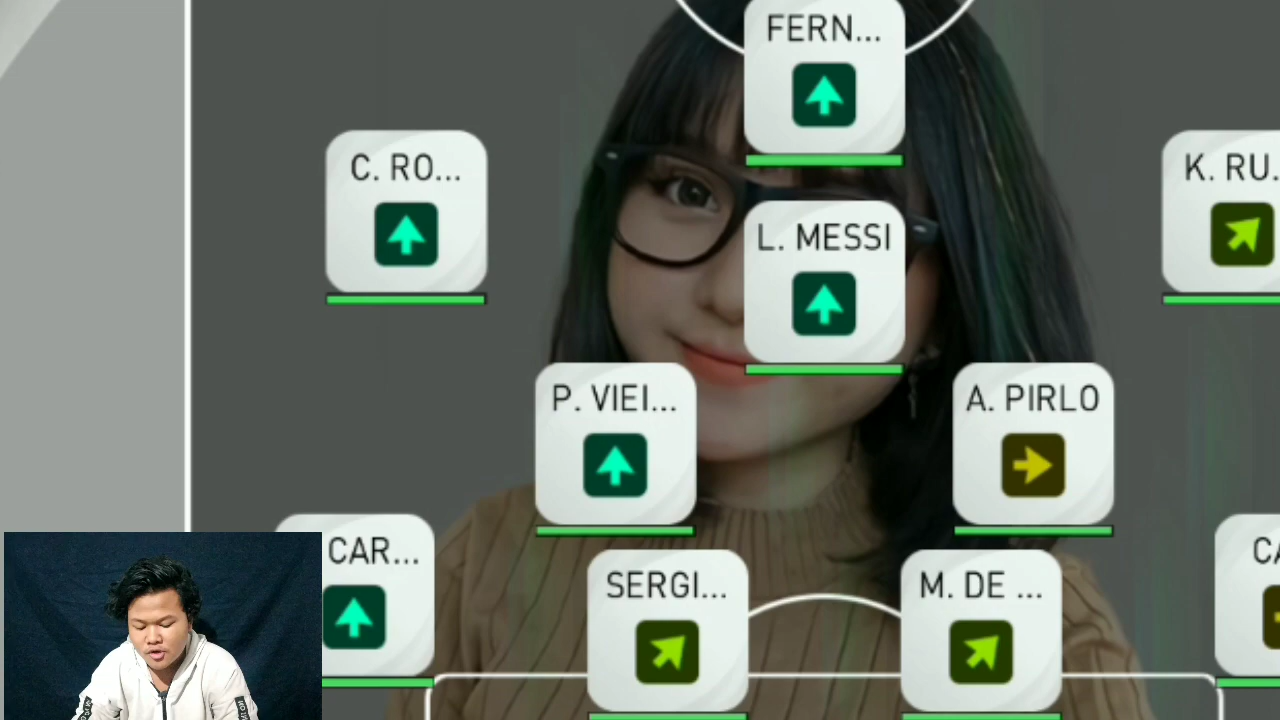 FERN...
C. RO...
K. RU.
L. MESSI
P. VIEI...
A. PIRLO
CAR...
SERGI...
M. DE ...
CA